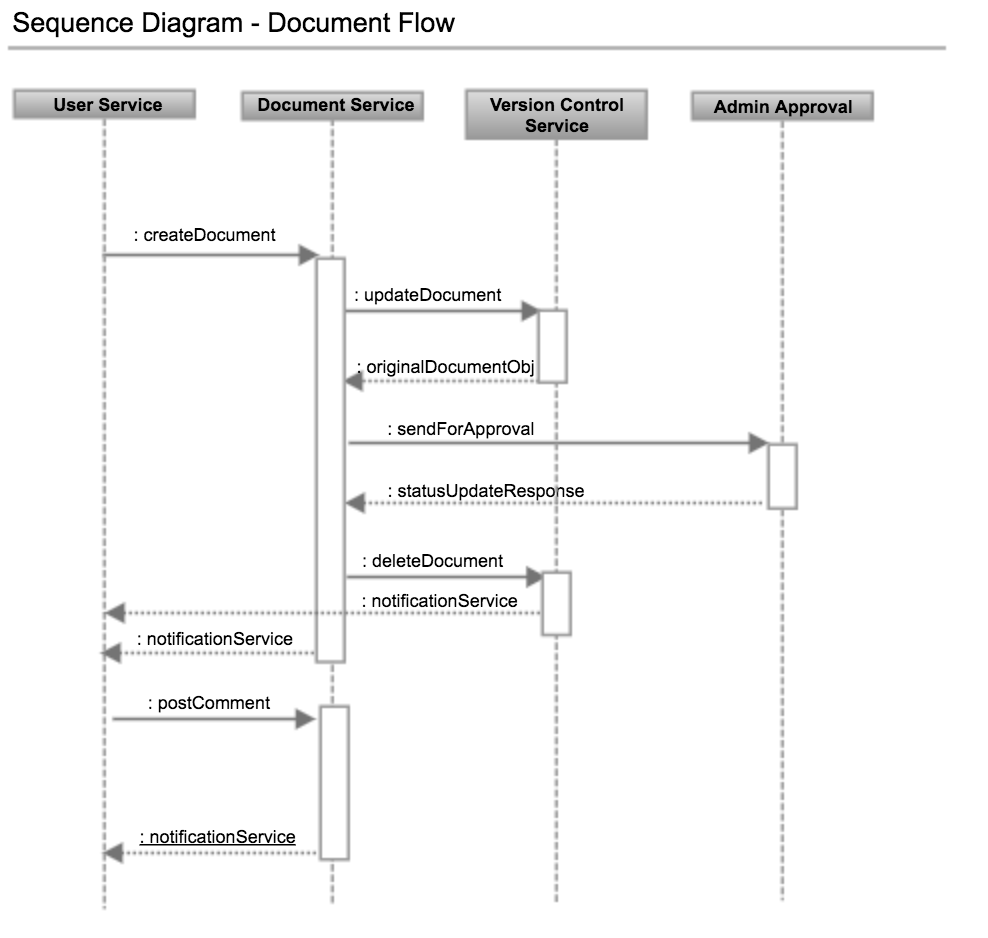 Sequence Diagram - Document Flow
User Service
Document Service
Version Control
Service
Admin Approval
: createDocument
: updateDocument
: originalDocumentObj
: sendForApproval
: statusUpdateResponse
: deleteDocument
: notificationService
: notificationService
: postComment
: notificationService